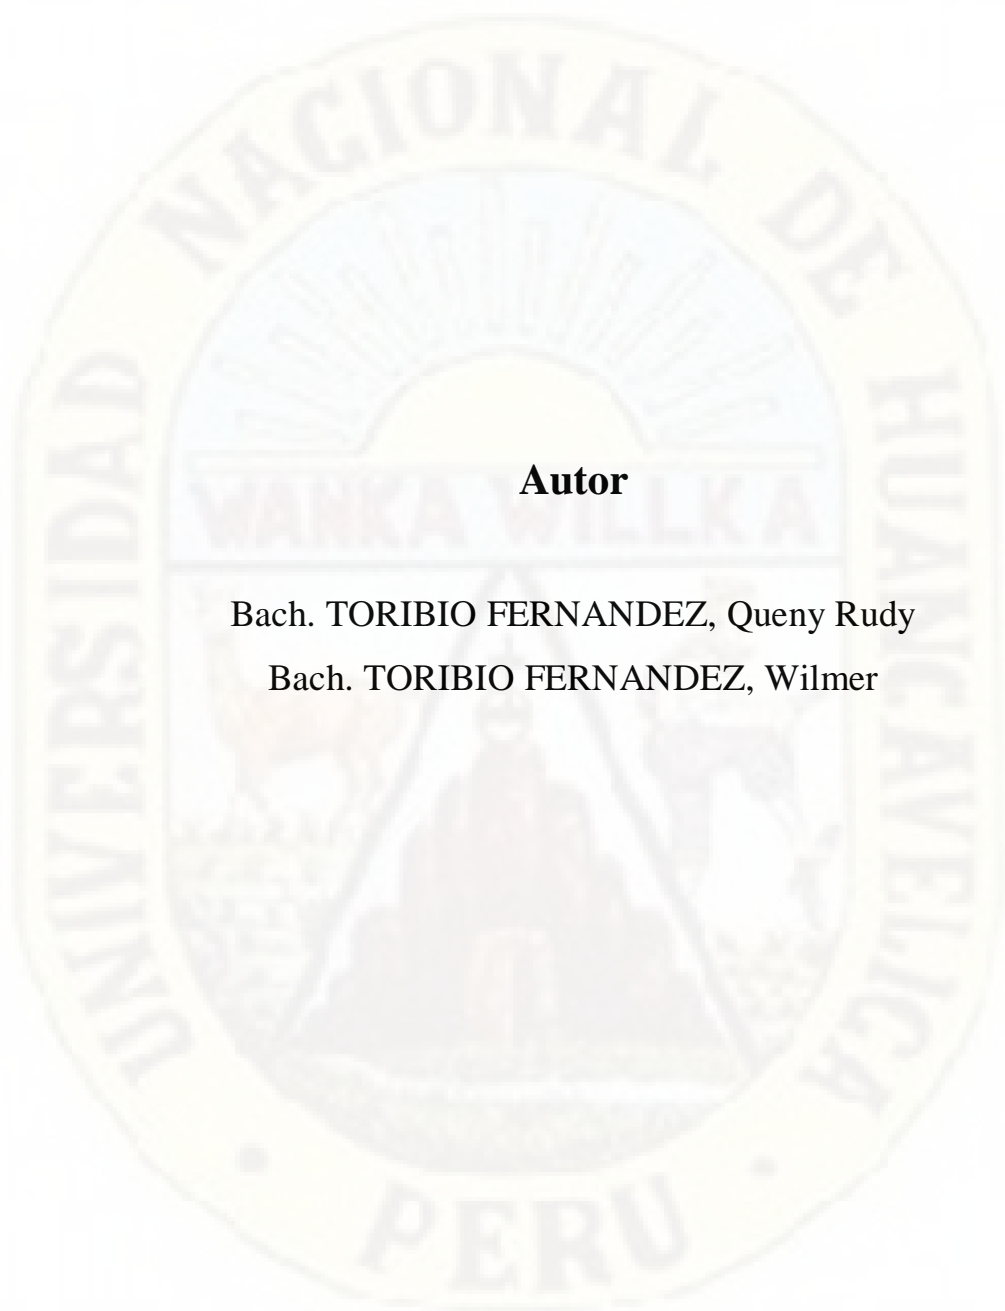 UNIVERSIDAD NACIONAL DE HUANCAVELICA
WANKA WILLKA
Autor
Bach. TORIBIO FERNANDEZ, Queny Rudy
Bach. TORIBIO FERNANDEZ, Wilmer
• PERU •